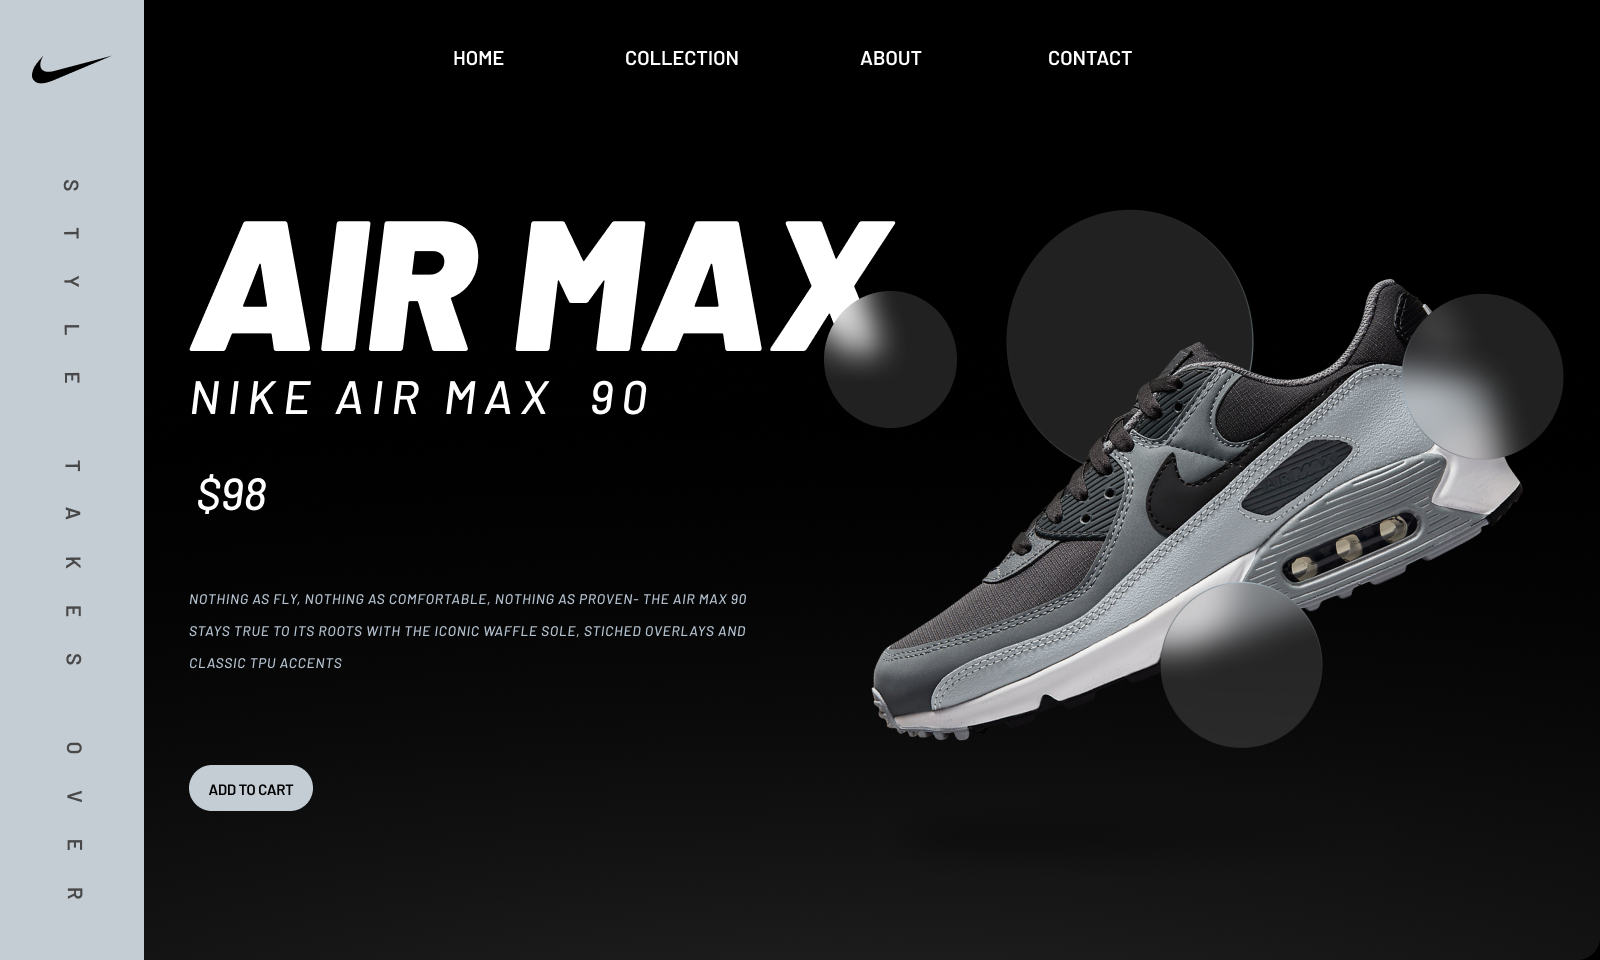 HOME
COLLECTION
ABOUT
CONTACT
STYLE TAKES OVER
AIR MAX
NIKE AIR MAX 90
$98
NOTHING AS FLY, NOTHING AS COMFORTABLE, NOTHING AS PROVEN- THE AIR MAX 90
STAYS TRUE TO ITS ROOTS WITH THE ICONIC WAFFLE SOLE, STICHED OVERLAYS AND
CLASSIC TPU ACCENTS
ADD TO CART